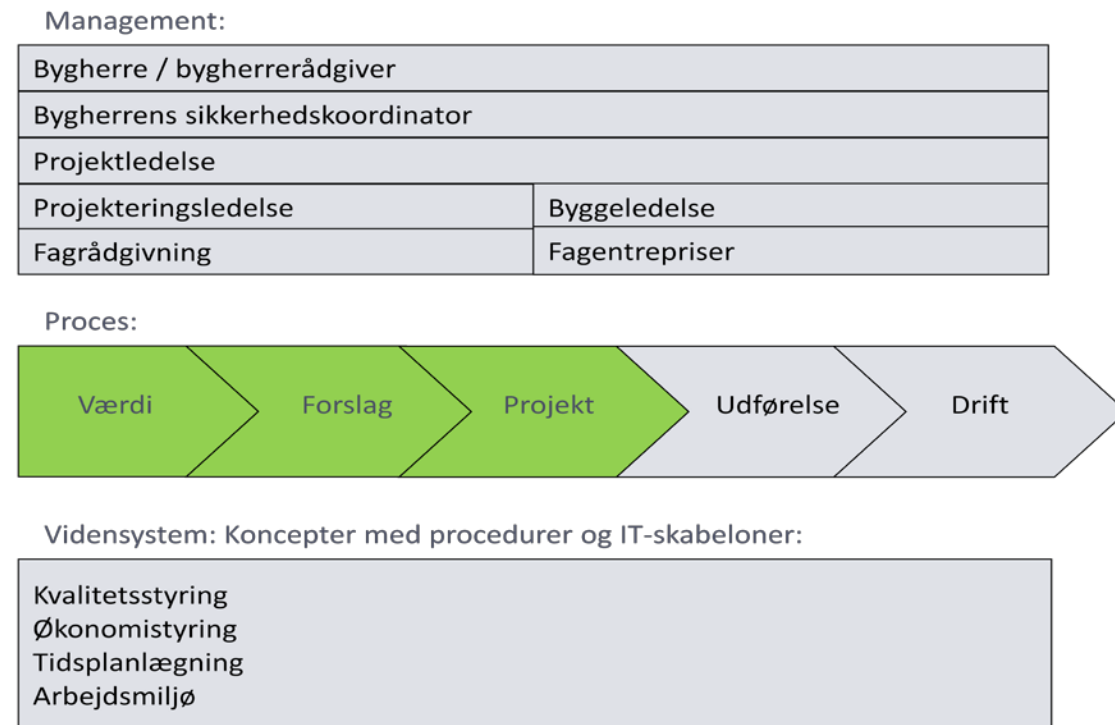 Management:
Bygherre / bygherrerådgiver
Bygherrens sikkerhedskoordinator
Projektledelse
Projekteringsledelse
Byggeledelse
Fagrådgivning
Fagentrepriser
Proces:
Værdi
Forslag
Projekt
Udførelse
Drift
Vidensystem: Koncepter med procedurer og IT-skabeloner:
Kvalitetsstyring
Økonomistyring
Tidsplanlægning
Arbejdsmiljø